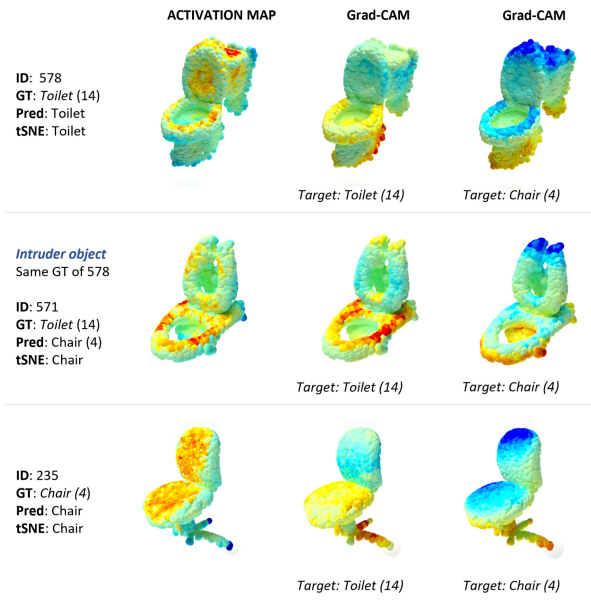 ACTIVATION MAP Grad-CAM Grad-CAM
ID: 578
GT: Toilet (14)
Pred: Toilet
tSNE: Toilet
Target: Toilet (14) Target: Chair (4)
Intruder object
Same GT of 578
ID: 571
GT: Toilet (14)
Pred: Chair (4)
tSNE: Chair
Target: Toilet (14) Target: Chair (4)
ID: 235
GT: Chair (4)
Pred: Chair
tSNE: Chair
Target: Toilet (14) Target: Chair (4)